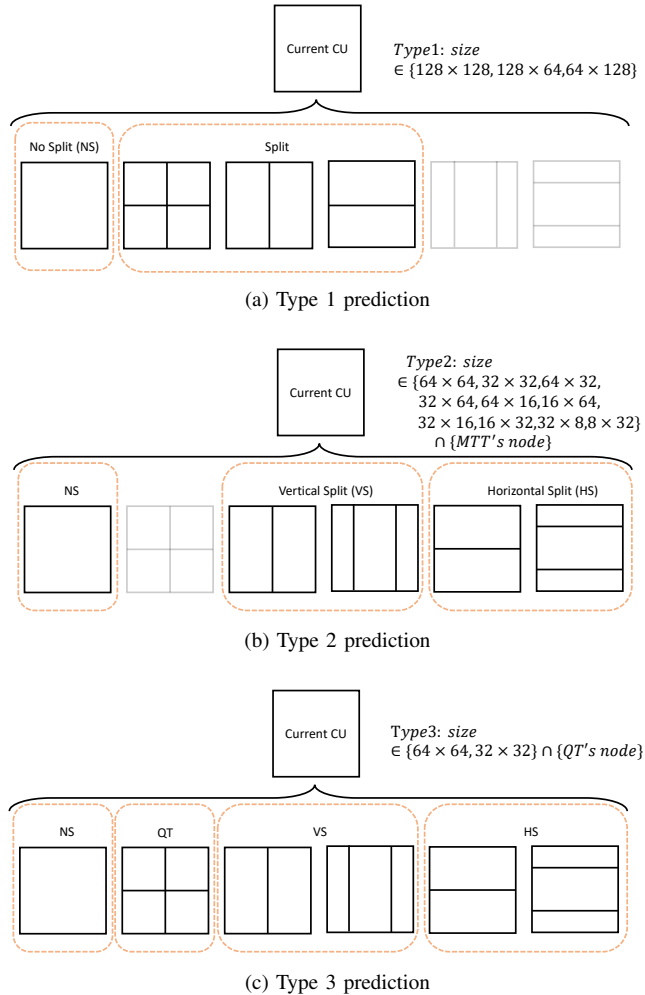 Current CU
Type1: size
∈ {128 × 128, 128 × 64,64 × 128}
No Split (NS)
Split
(a) Type 1 prediction
Current CU
Type2: size
∈ {64 × 64, 32 × 32,64 × 32,
32 × 64, 64 × 16,16 × 64,
32 × 16,16 × 32,32 × 8,8 × 32}
∩ {MTT's node}
NS
Vertical Split (VS)
Horizontal Split (HS)
(b) Type 2 prediction
Current CU
Type3: size
∈ {64 × 64, 32 × 32} ∩ {QT's node}
NS
QT
VS
HS
(c) Type 3 prediction